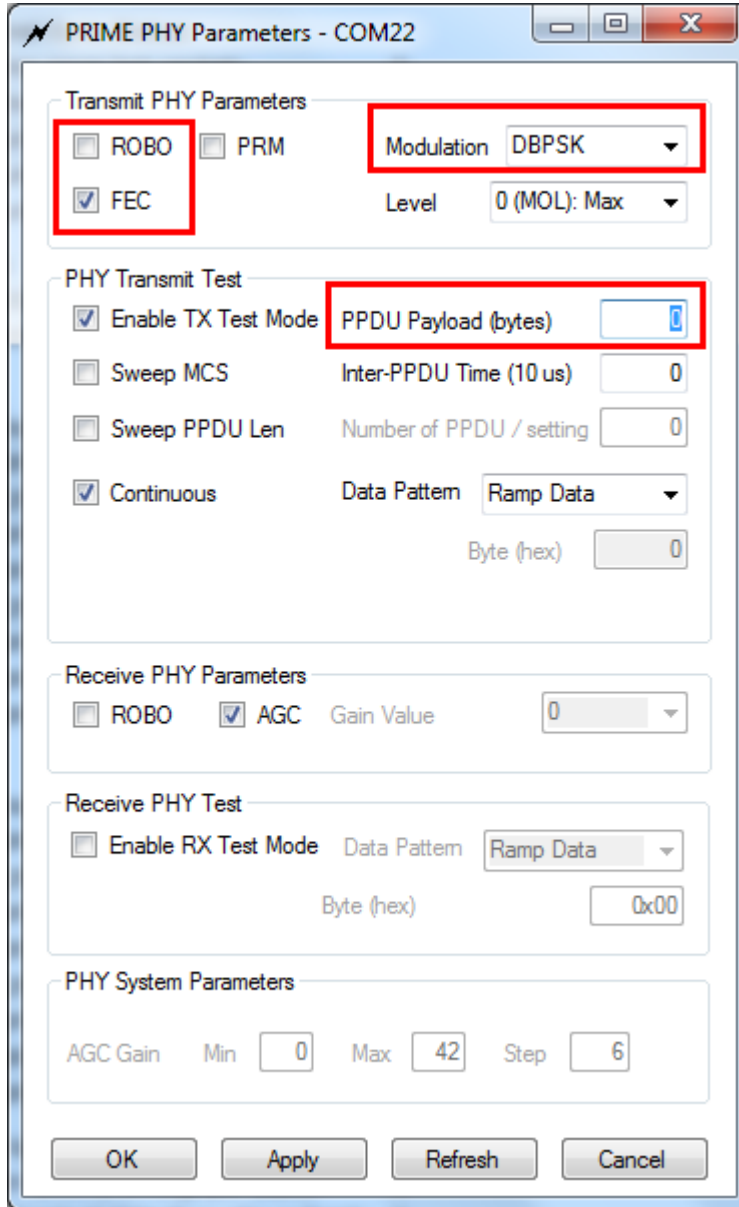 PRIME PHY Parameters - COM22
Transmit PHY Parameters
ROBO PRM Modulation DBPSK
FEC Level 0 (MOL): Max
PHY Transmit Test
Enable TX Test Mode PPDU Payload (bytes) 0
Sweep MCS Inter-PPDU Time (10 us) 0
Sweep PPDU Len Number of PPDU / setting 0
Continuous Data Pattern Ramp Data
Byte (hex) 0
Receive PHY Parameters
ROBO AGC Gain Value 0
Receive PHY Test
Enable RX Test Mode Data Pattern Ramp Data
Byte (hex) 0x00
PHY System Parameters
AGC Gain Min 0 Max 42 Step 6
OK Apply Refresh Cancel